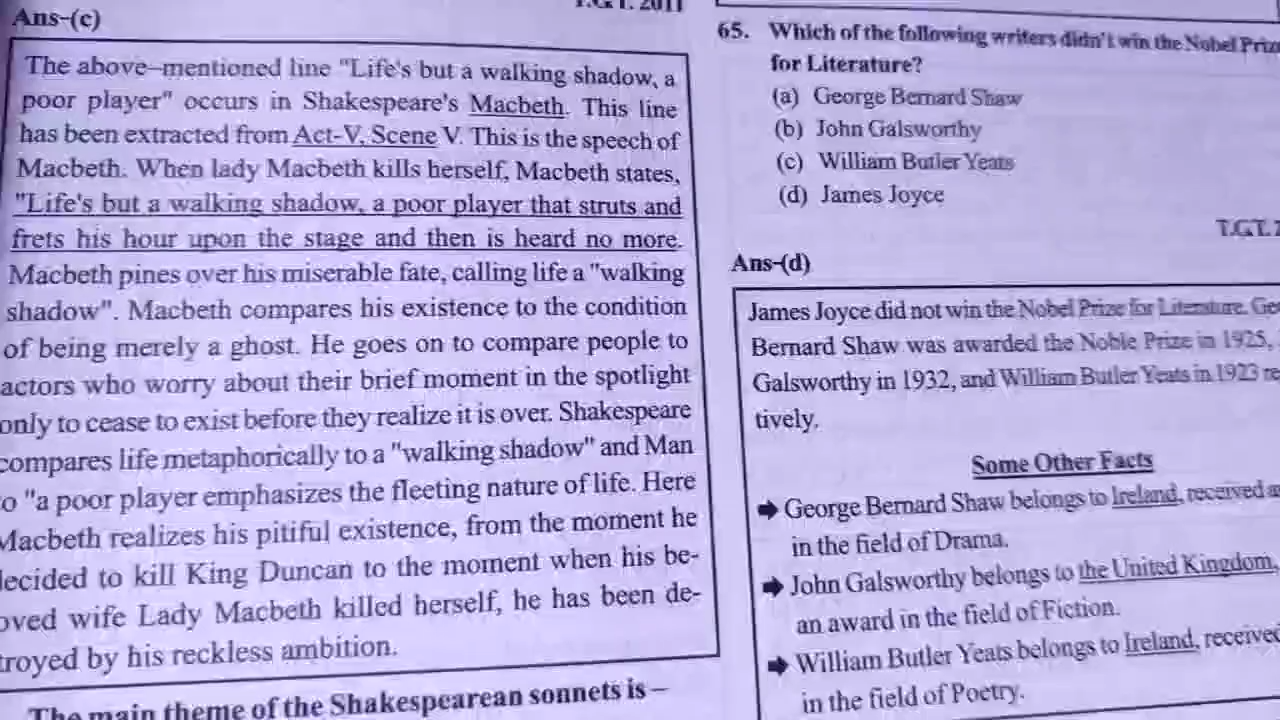 T.G.T. 2011
Ans-(c)
The above-mentioned line "Life's but a walking shadow, a
poor player" occurs in Shakespeare's Macbeth. This line
has been extracted from Act-V, Scene V. This is the speech of
Macbeth. When lady Macbeth kills herself, Macbeth states,
"Life's but a walking shadow, a poor player that struts and
frets his hour upon the stage and then is heard no more.
Macbeth pines over his miserable fate, calling life a "walking
shadow". Macbeth compares his existence to the condition
of being merely a ghost. He goes on to compare people to
actors who worry about their brief moment in the spotlight
only to cease to exist before they realize it is over. Shakespeare
compares life metaphorically to a "walking shadow" and Man
o "a poor player emphasizes the fleeting nature of life. Here
Macbeth realizes his pitiful existence, from the moment he
decided to kill King Duncan to the moment when his be-
oved wife Lady Macbeth killed herself, he has been de-
troyed by his reckless ambition.
The main theme of the Shakespearean sonnets is –
65. Which of the following writers didn't win the Nobel Prize
for Literature?
(a) George Bernard Shaw
(b) John Galsworthy
(c) William Butler Yeats
(d) James Joyce
T.G.T.
Ans-(d)
James Joyce did not win the Nobel Prize for Literature. Ge
Bernard Shaw was awarded the Noble Prize in 1925,
Galsworthy in 1932, and William Butler Yeats in 1923 re
tively.
Some Other Facts
➡ George Bernard Shaw belongs to Ireland, received a
in the field of Drama.
➡ John Galsworthy belongs to the United Kingdom,
an award in the field of Fiction.
➡ William Butler Yeats belongs to Ireland, received
in the field of Poetry.